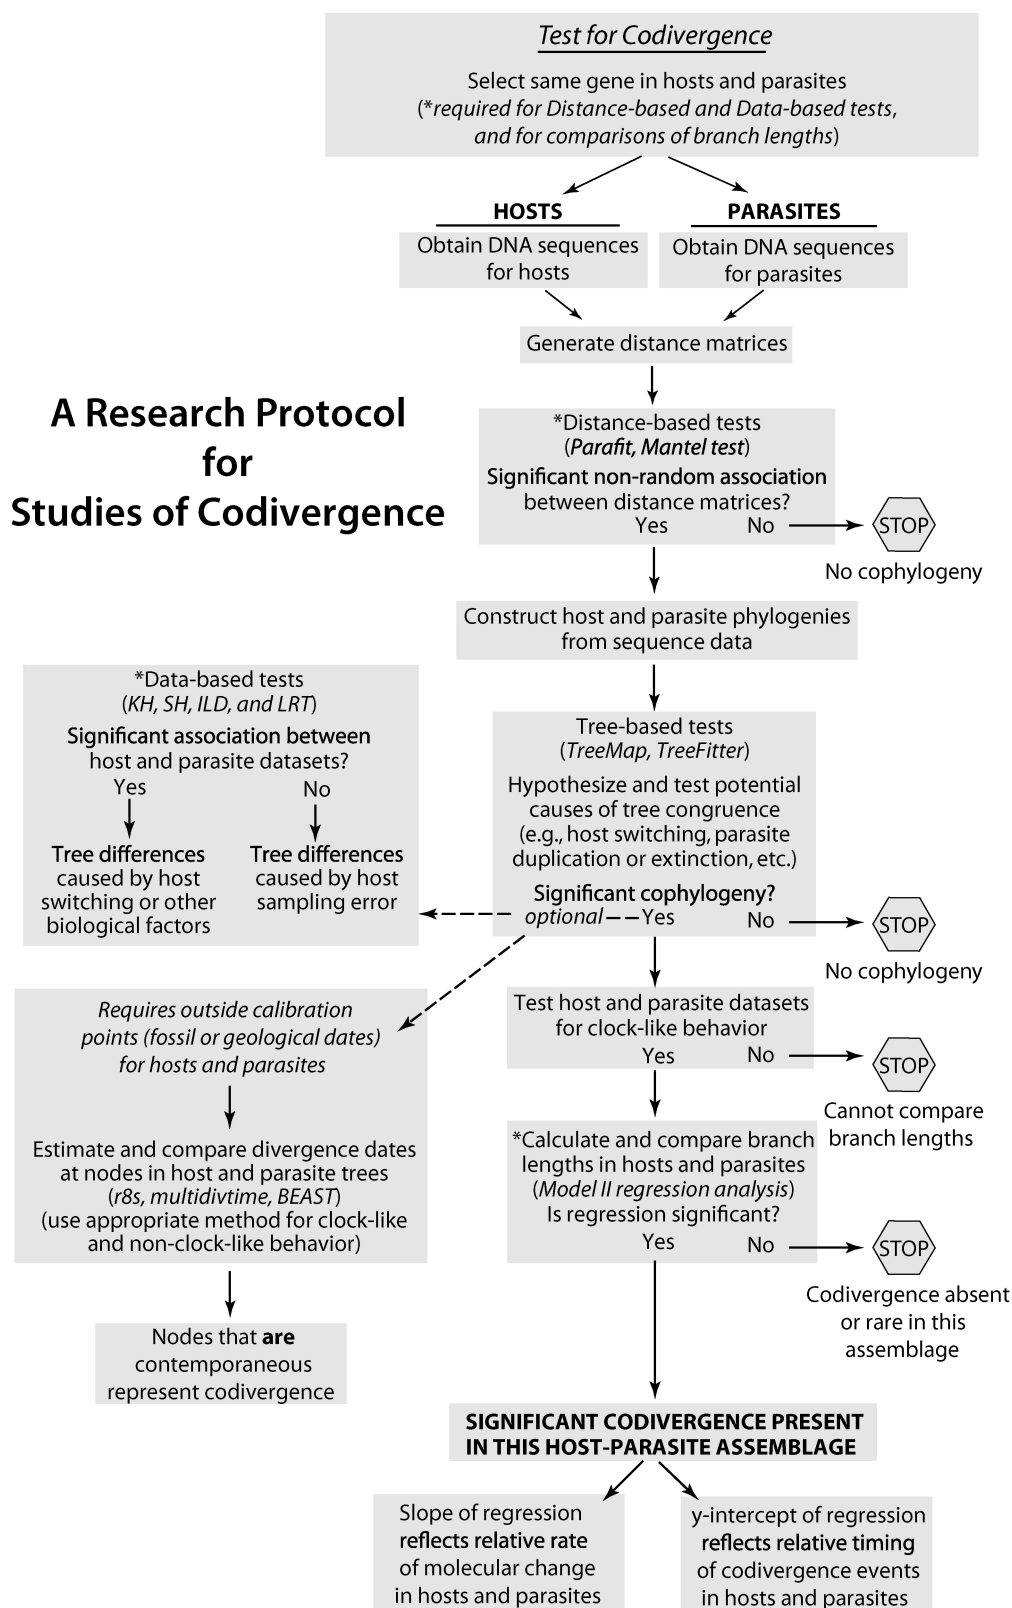 Test for Codivergence
Select same gene in hosts and parasites
(*required for Distance-based and Data-based tests,
and for comparisons of branch lengths)
HOSTS
Obtain DNA sequences
for hosts
PARASITES
Obtain DNA sequences
for parasites
Generate distance matrices
A Research Protocol
for
Studies of Codivergence
*Distance-based tests
(Parafit, Mantel test)
Significant non-random association
between distance matrices?
Yes No
STOP
No cophylogeny
Construct host and parasite phylogenies
from sequence data
*Data-based tests
(KH, SH, ILD, and LRT)
Significant association between
host and parasite datasets?
Yes No
Tree differences
caused by host
switching or other
biological factors
Tree differences
caused by host
sampling error
Tree-based tests
(TreeMap, TreeFitter)
Hypothesize and test potential
causes of tree congruence
(e.g., host switching, parasite
duplication or extinction, etc.)
Significant cophylogeny?
optional Yes No
STOP
No cophylogeny
Requires outside calibration
points (fossil or geological dates)
for hosts and parasites
Estimate and compare divergence dates
at nodes in host and parasite trees
(r8s, multidivtime, BEAST)
(use appropriate method for clock-like
and non-clock-like behavior)
Nodes that are
contemporaneous
represent codivergence
Test host and parasite datasets
for clock-like behavior
Yes No
STOP
Cannot compare
branch lengths
*Calculate and compare branch
lengths in hosts and parasites
(Model II regression analysis)
Is regression significant?
Yes No
STOP
Codivergence absent
or rare in this
assemblage
SIGNIFICANT CODIVERGENCE PRESENT
IN THIS HOST-PARASITE ASSEMBLAGE
Slope of regression
reflects relative rate
of molecular change
in hosts and parasites
y-intercept of regression
reflects relative timing
of codivergence events
in hosts and parasites